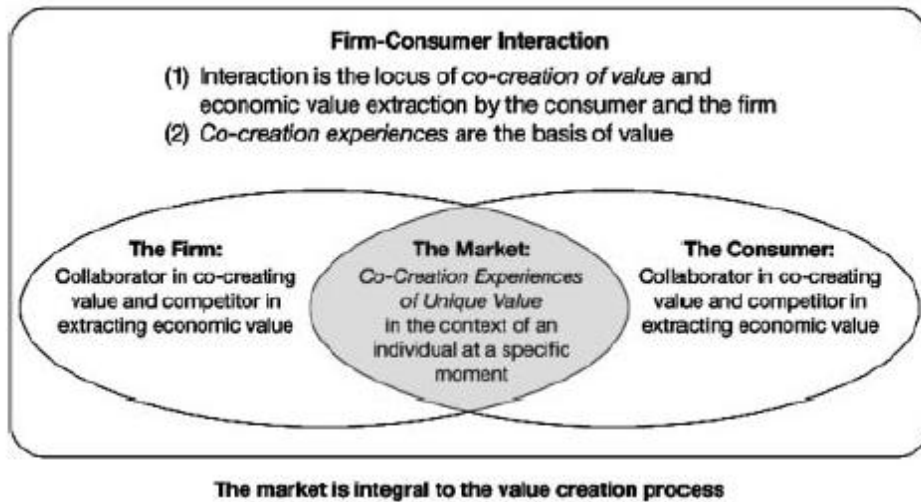 Firm-Consumer Interaction
(1) Interaction is the locus of co-creation of value and
economic value extraction by the consumer and the firm
(2) Co-creation experiences are the basis of value
The Firm:
Collaborator in co-creating
value and competitor in
extracting economic value
The Market:
Co-Creation Experiences
of Unique Value
in the context of an
individual at a specific
moment
The Consumer:
Collaborator in co-creating
value and competitor in
extracting economic value
The market is integral to the value creation process